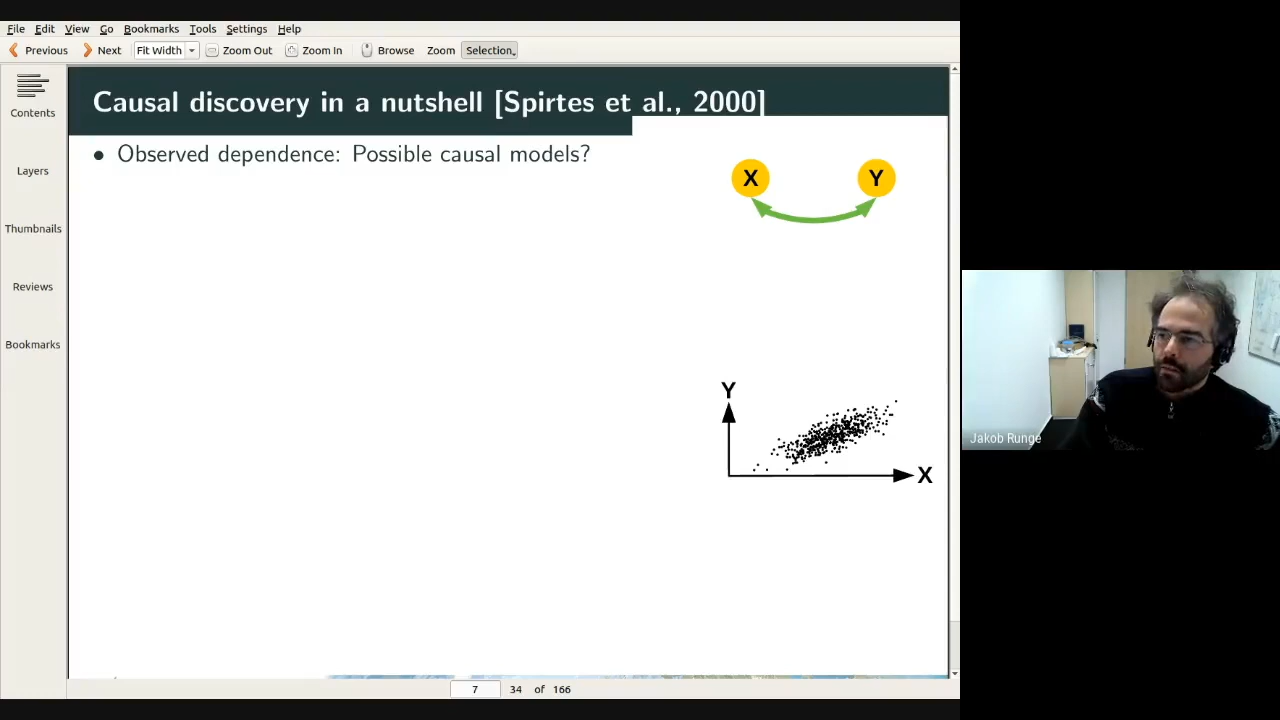 File Edit View Go Bookmarks Tools Settings Help
Previous Next Fit Width Zoom Out Zoom In Browse Zoom Selection
Contents
Layers
Thumbnails
Reviews
Bookmarks
Causal discovery in a nutshell [Spirtes et al., 2000]
• Observed dependence: Possible causal models?
X Y
Y
X
Jakob Runge
7 34 of 166